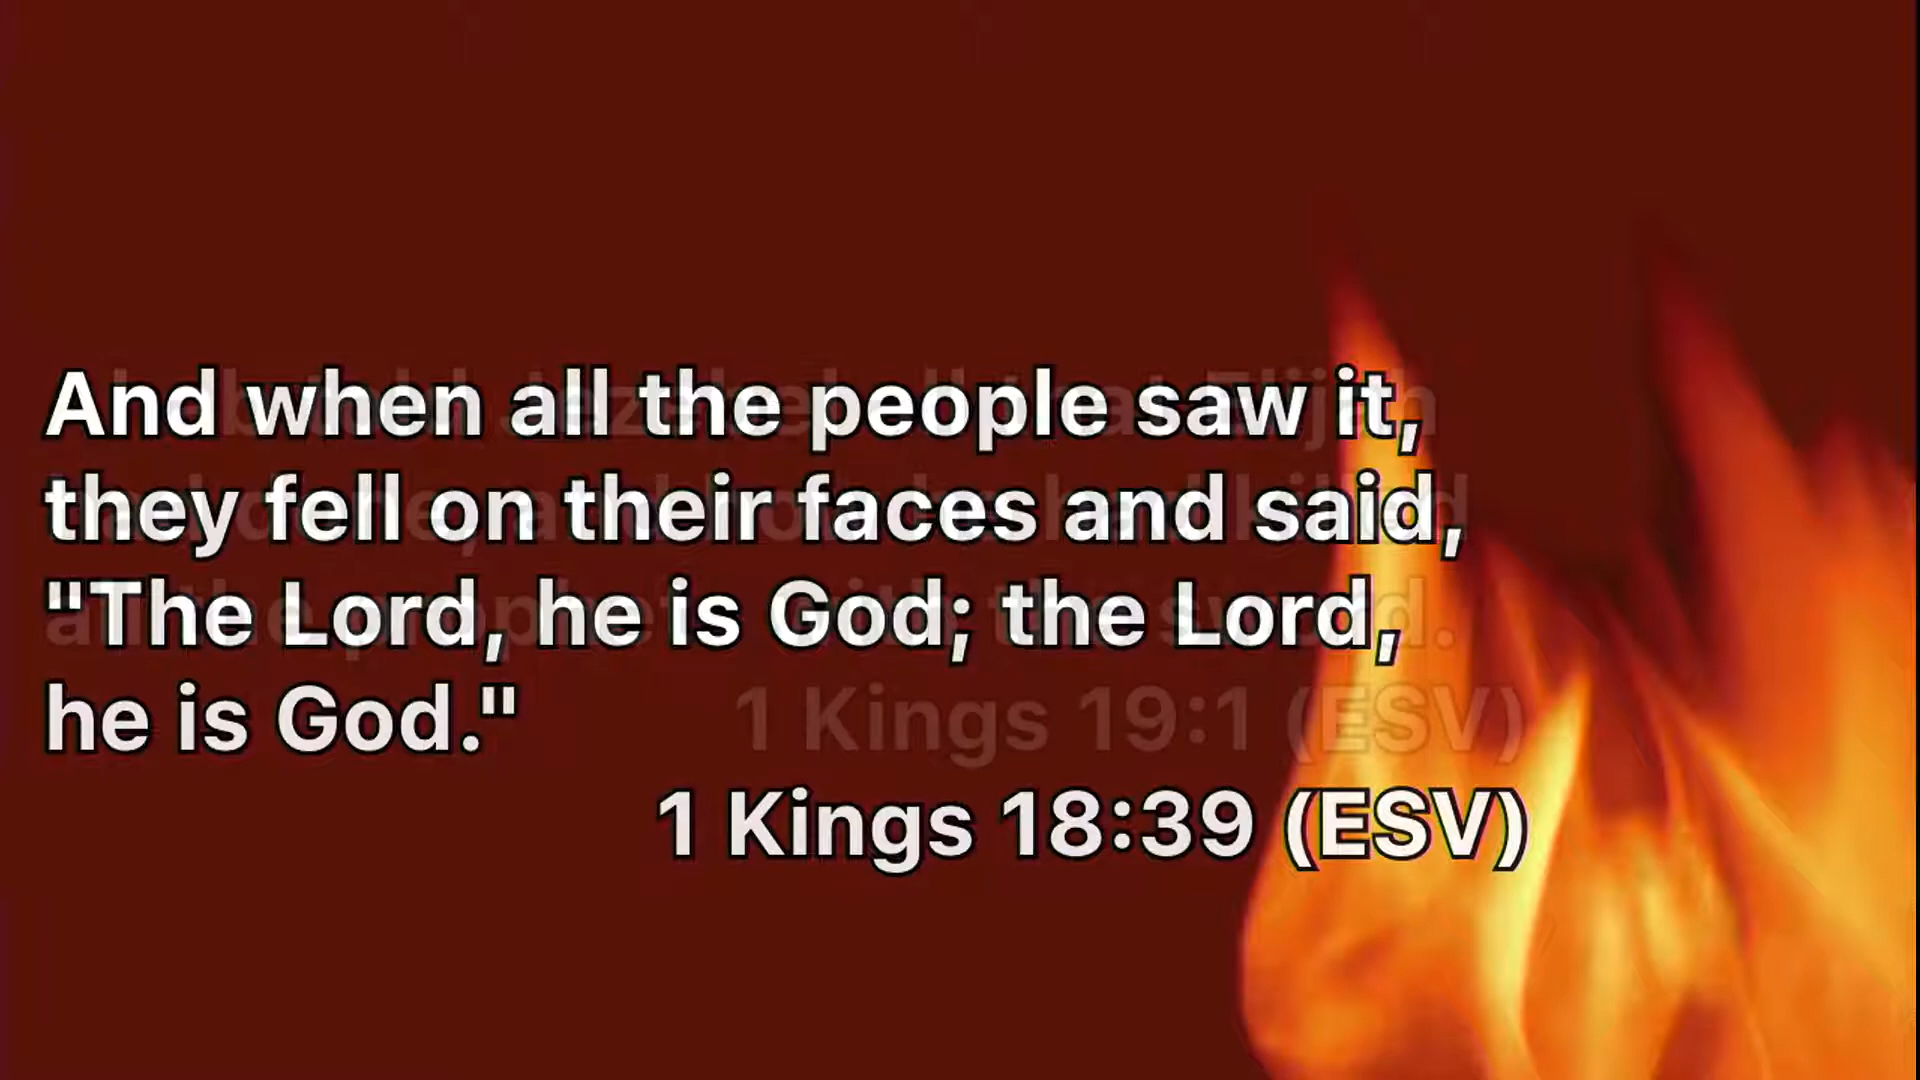 And when all the people saw it,
they fell on their faces and said,
"The Lord, he is God; the Lord,
he is God."
1 Kings 19:1 (ESV)
1 Kings 18:39 (ESV)